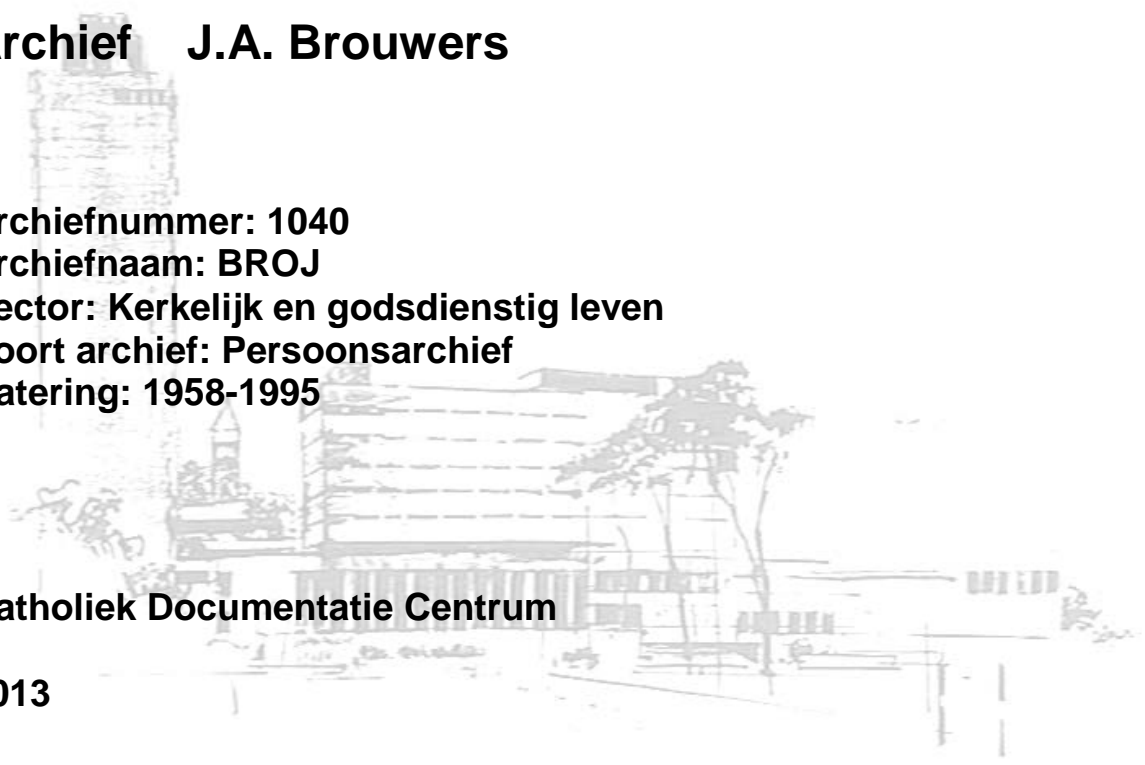 rchief J.A. Brouwers
rchiefnummer: 1040
rchiefnaam: BROJ
ector: Kerkelijk en godsdienstig leven
oort archief: Persoonsarchief
atering: 1958-1995
atholiek Documentatie Centrum
013